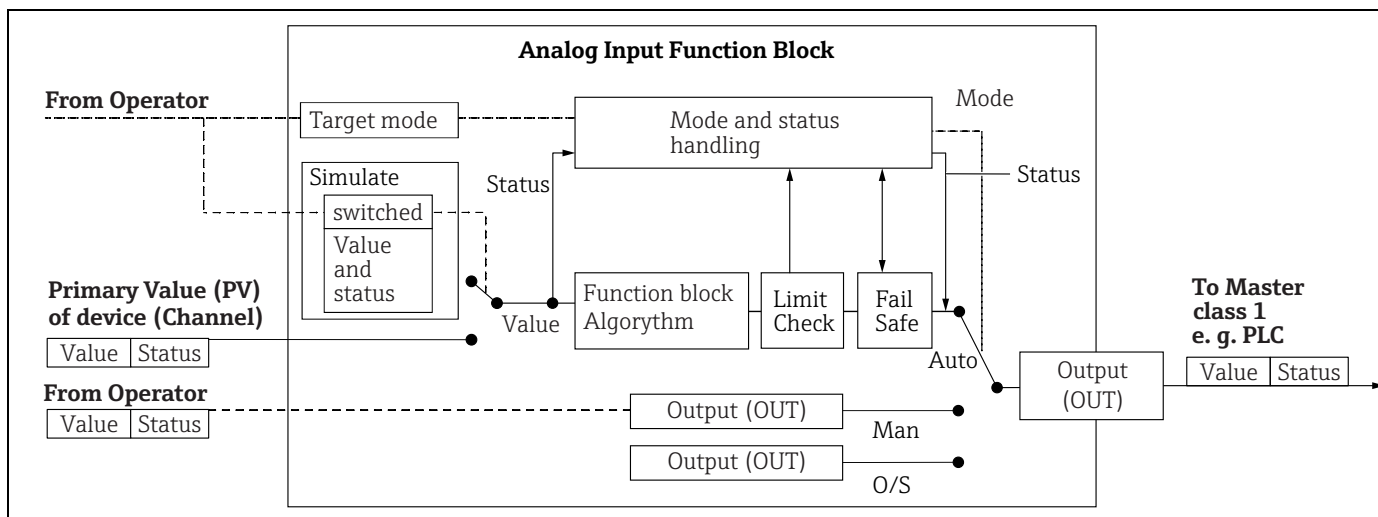 Analog Input Function Block
From Operator
Target mode
Mode and status
handling
Mode
Simulate
switched
Value
and
status
Status
Status
Primary Value (PV)
of device (Channel)
Value Status
Value
Function block
Algorythm
Limit
Check
Fail
Safe
Auto
To Master
class 1
e. g. PLC
Value Status
Output
(OUT)
From Operator
Value Status
Output (OUT)
Man
Output (OUT)
O/S